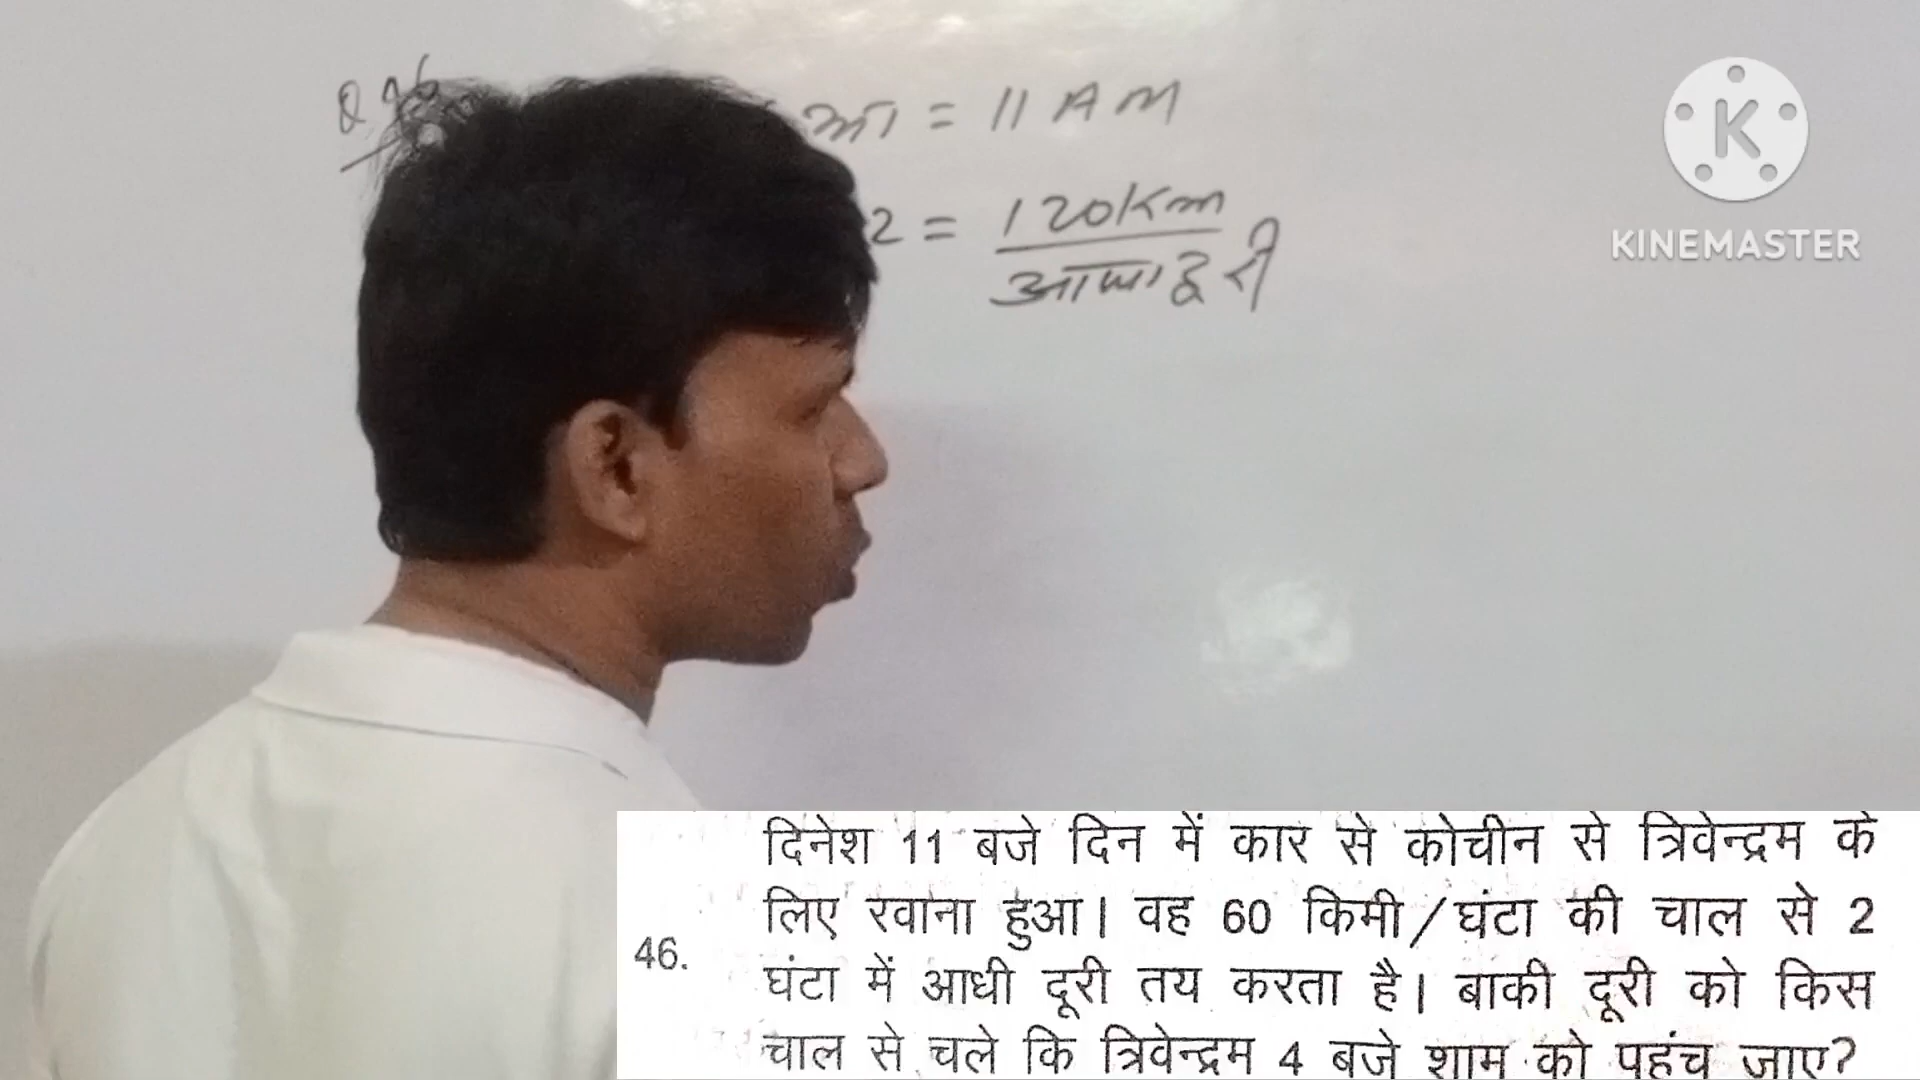 Q 46
= 11 AM
KINEMASTER
2 = 120Km
आधा दूरी
दिनेश 11 बजे दिन में कार से कोचीन से त्रिवेन्द्रम के
लिए रवाना हुआ। वह 60 किमी/घंटा की चाल से 2
46.
घंटा में आधी दूरी तय करता है। बाकी दूरी को किस
चाल से चले कि त्रिवेन्द्रम 4 बजे शाम को पहुंच जाए?